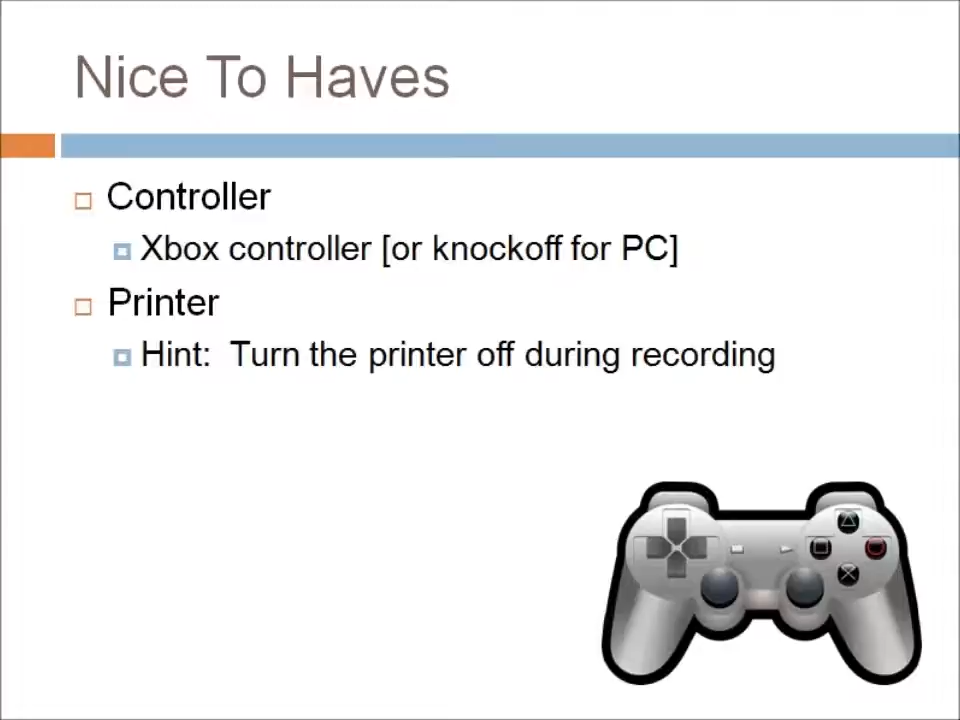 Nice To Haves
Controller
Xbox controller [or knockoff for PC]
Printer
Hint:  Turn the printer off during recording